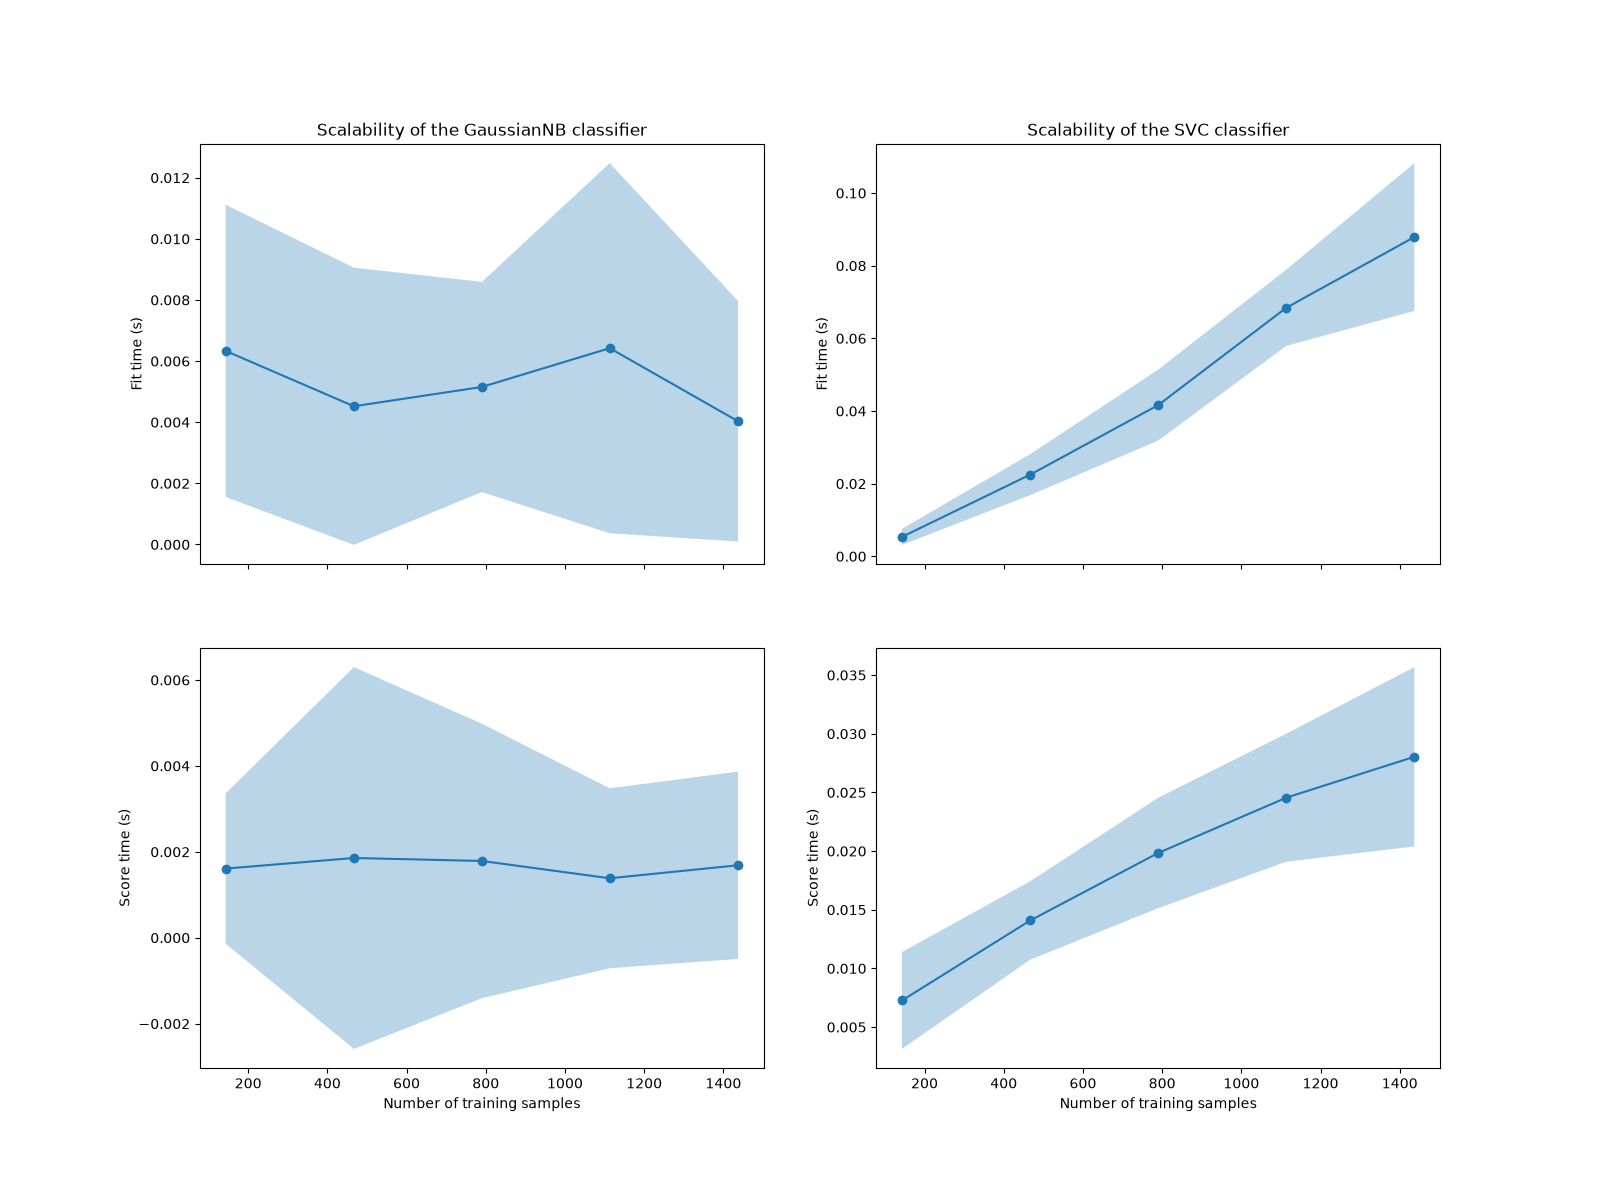 Scalability of the GaussianNB classifier
0.012
0.010
0.008
0.006
0.004
0.002
0.000
Fit time (s)
Scalability of the SVC classifier
0.10
0.08
0.06
0.04
0.02
0.00
Fit time (s)
0.006
0.004
0.002
0.000
−0.002
Score time (s)
200 400 600 800 1000 1200 1400
Number of training samples
0.035
0.030
0.025
0.020
0.015
0.010
0.005
Score time (s)
200 400 600 800 1000 1200 1400
Number of training samples